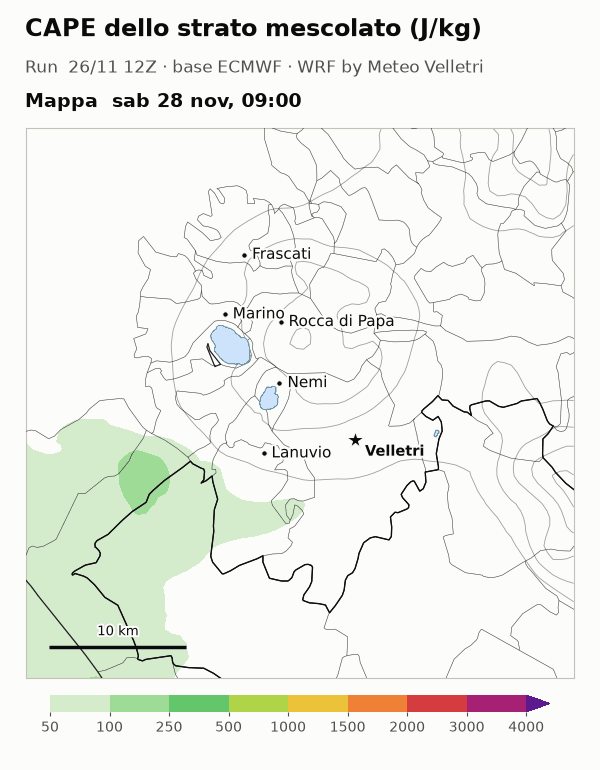 CAPE dello strato mescolato (J/kg)
Run  26/11 12Z · base ECMWF · WRF by Meteo Velletri
Mappa  sab 28 nov, 09:00
Frascati
Marino
Rocca di Papa
Nemi
Velletri
Lanuvio
10 km
50 100 250 500 1000 1500 2000 3000 4000